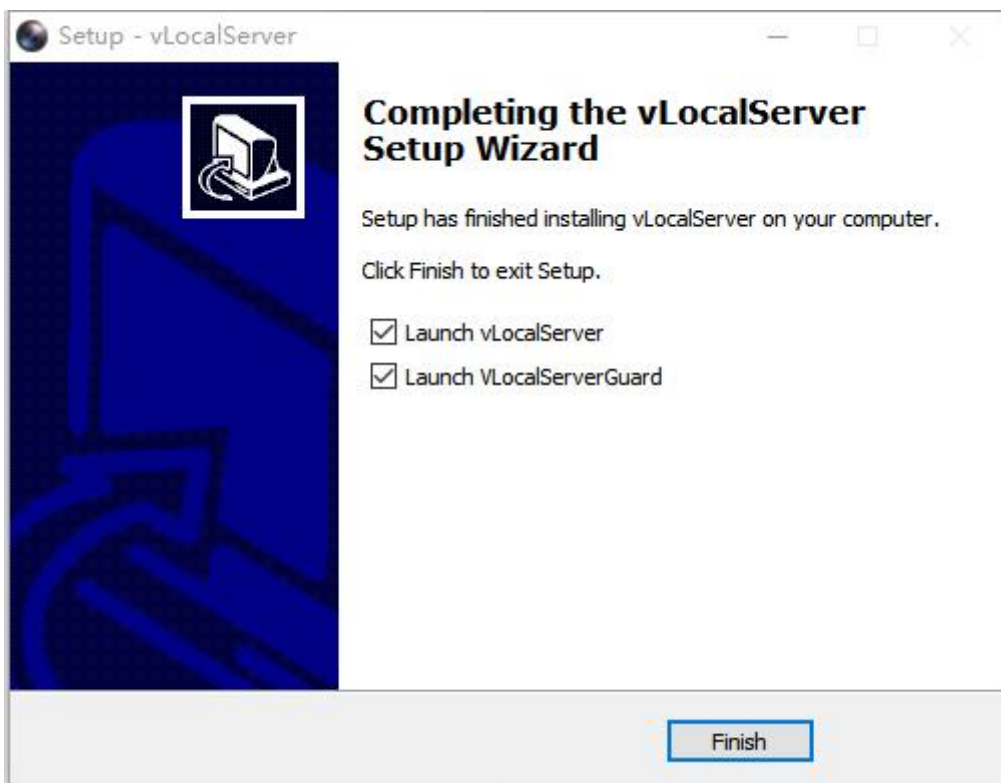 Setup - vLocalServer
Completing the vLocalServer
Setup Wizard
Setup has finished installing vLocalServer on your computer.
Click Finish to exit Setup.
Launch vLocalServer
Launch VLocalServerGuard
Finish